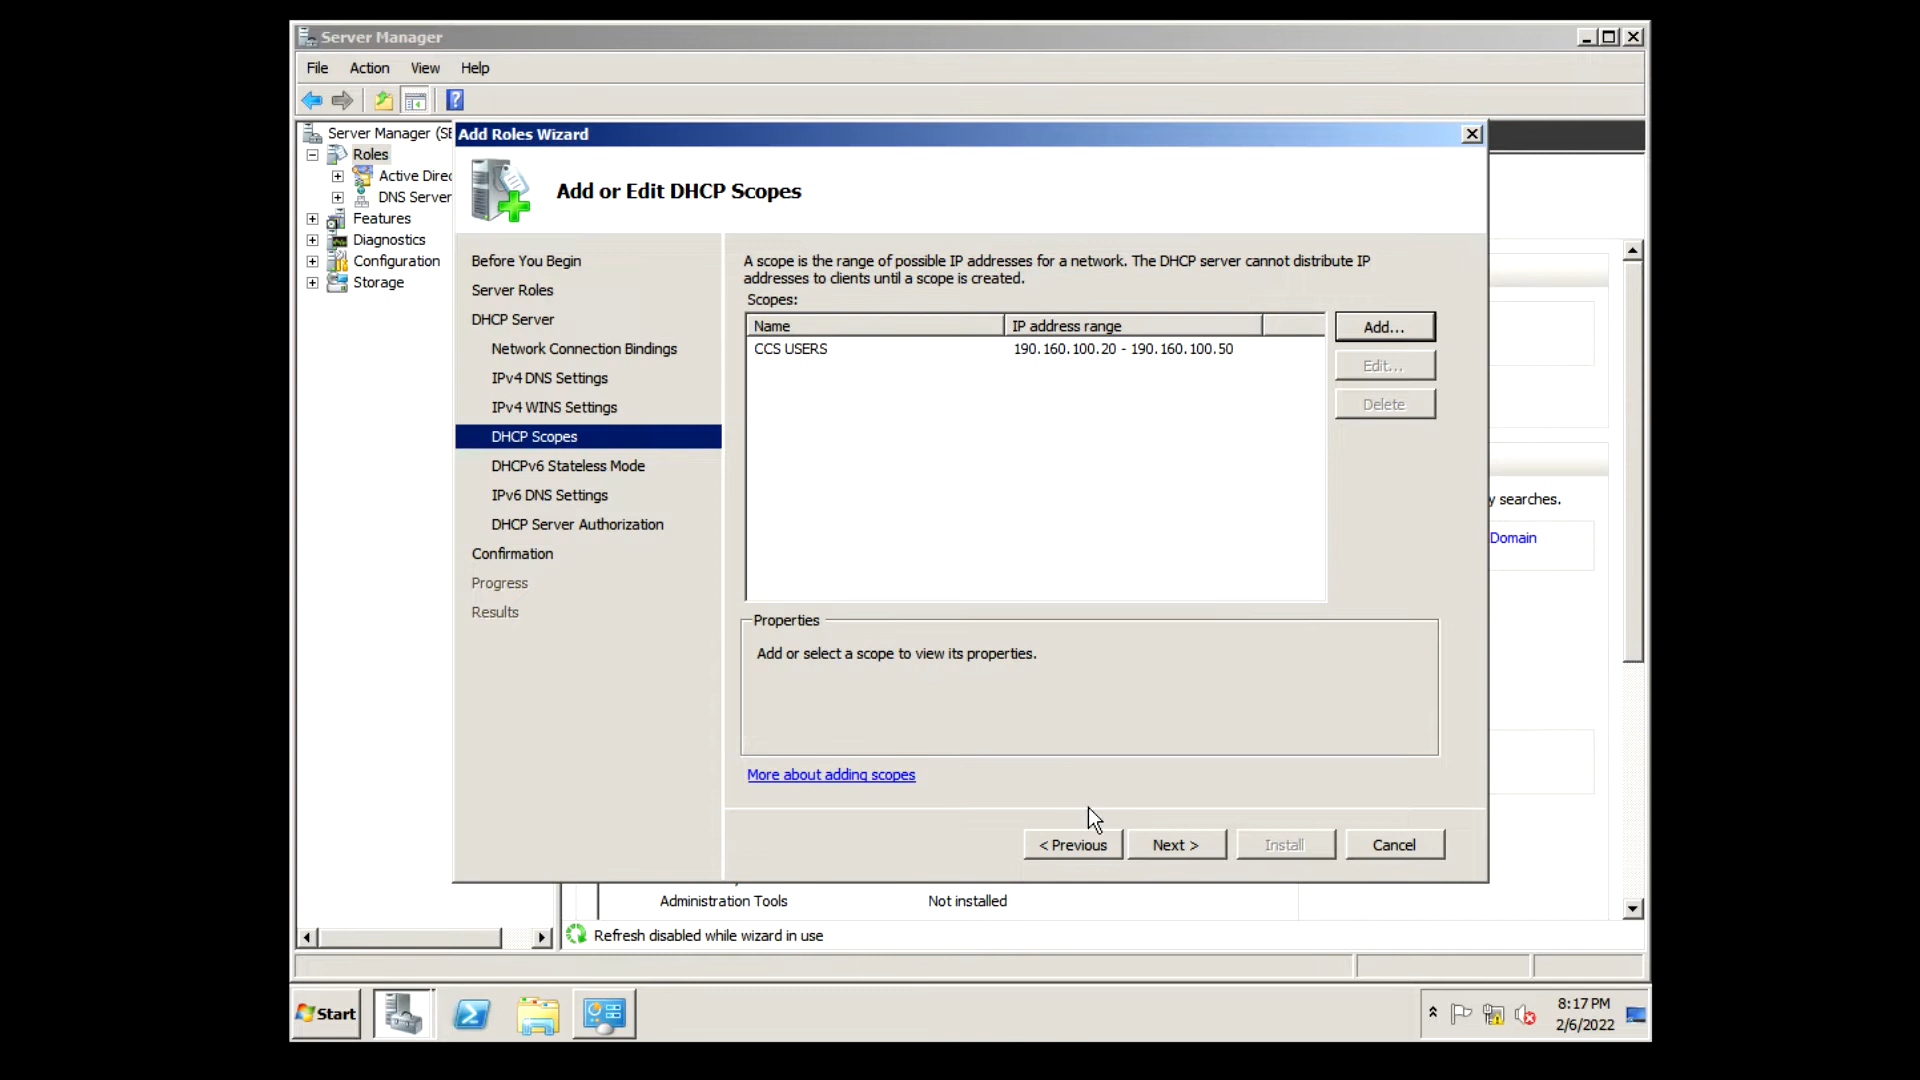 Server Manager
File Action View Help
Server Manager (SE
Roles
Active Direc
DNS Server
Features
Diagnostics
Configuration
Storage
Add Roles Wizard
Add or Edit DHCP Scopes
Before You Begin
Server Roles
DHCP Server
Network Connection Bindings
IPv4 DNS Settings
IPv4 WINS Settings
DHCP Scopes
DHCPv6 Stateless Mode
IPv6 DNS Settings
DHCP Server Authorization
Confirmation
Progress
Results
A scope is the range of possible IP addresses for a network. The DHCP server cannot distribute IP
addresses to clients until a scope is created.
Scopes:
Name IP address range
CCS USERS 190.160.100.20 - 190.160.100.50
Add...
Edit...
Delete
Properties
Add or select a scope to view its properties.
More about adding scopes
< Previous Next > Install Cancel
y searches.
Domain
Administration Tools Not installed
Refresh disabled while wizard in use
Start
8:17 PM
2/6/2022